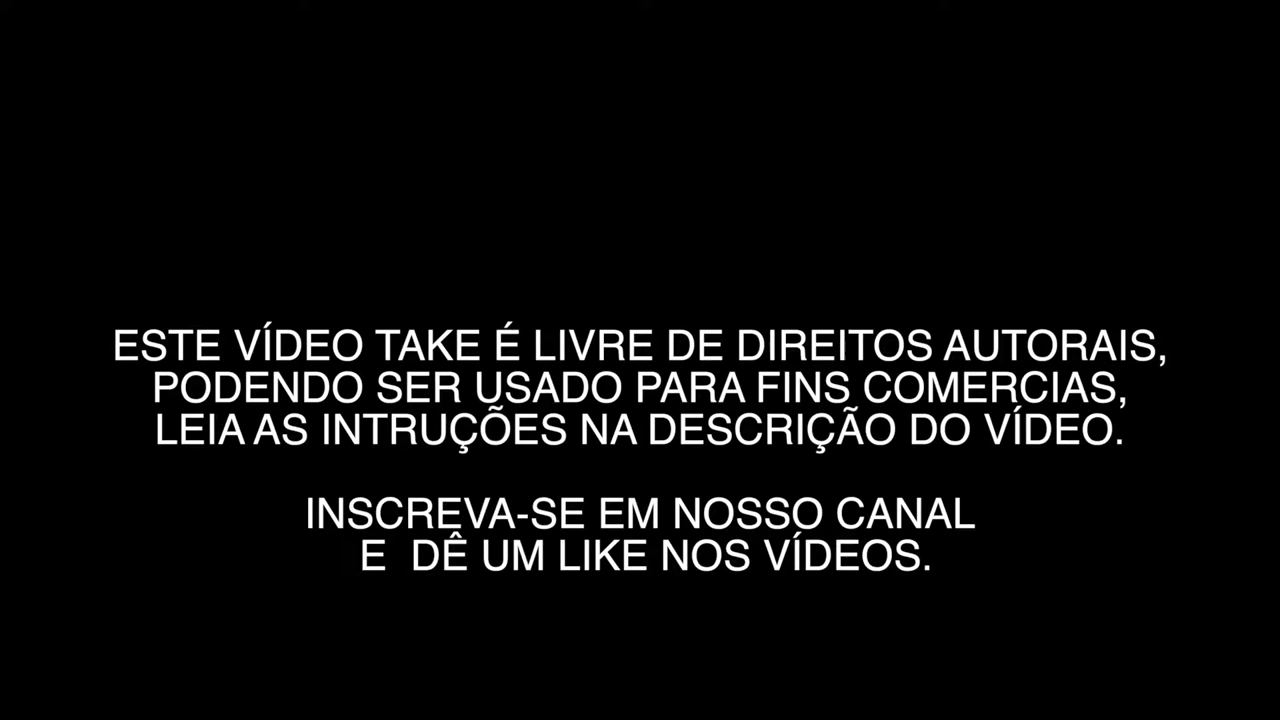 ESTE VÍDEO TAKE É LIVRE DE DIREITOS AUTORAIS,
PODENDO SER USADO PARA FINS COMERCIAS,
LEIA AS INTRUÇÕES NA DESCRIÇÃO DO VÍDEO.
INSCREVA-SE EM NOSSO CANAL
E  DÊ UM LIKE NOS VÍDEOS.